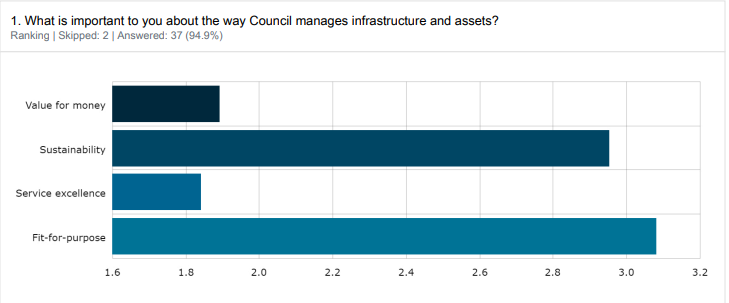 1. What is important to you about the way Council manages infrastructure and assets?
Ranking | Skipped: 2 | Answered: 37 (94.9%)
Value for money
Sustainability
Service excellence
Fit-for-purpose
1.6 1.8 2.0 2.2 2.4 2.6 2.8 3.0 3.2